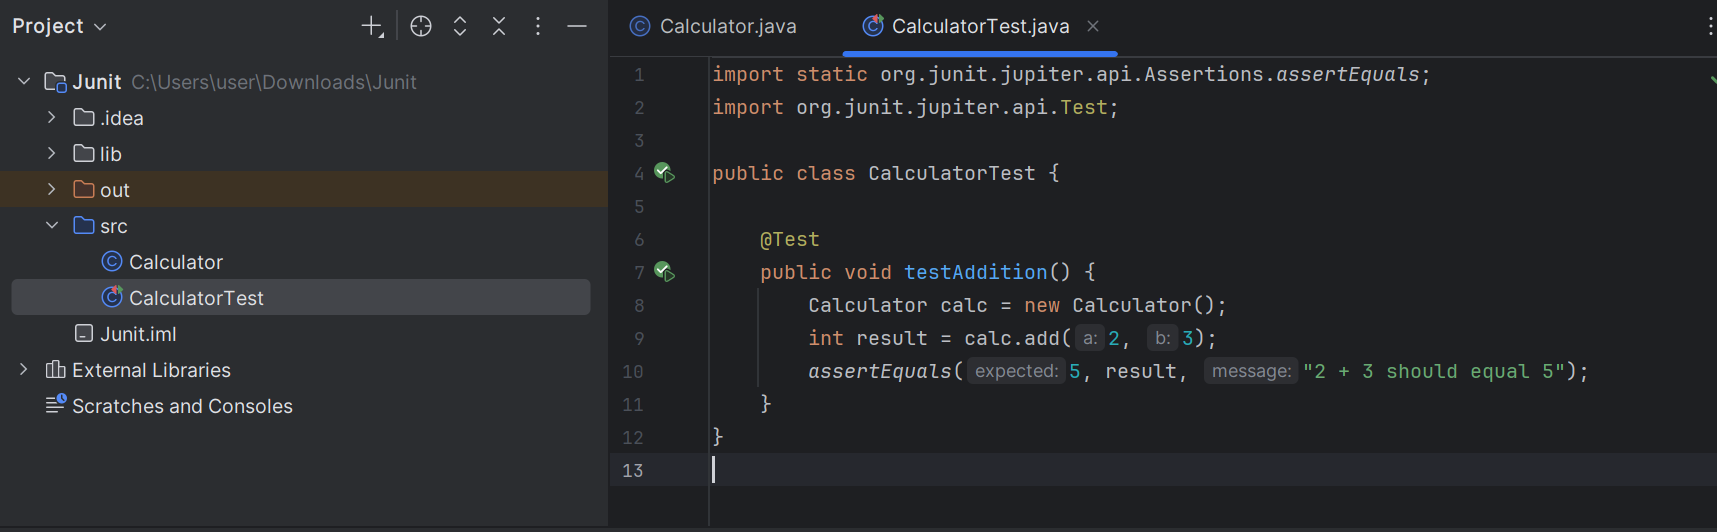 Project
Junit C:\Users\user\Downloads\Junit
.idea
lib
out
src
Calculator
CalculatorTest
Junit.iml
External Libraries
Scratches and Consoles
Calculator.java CalculatorTest.java
1 import static org.junit.jupiter.api.Assertions.assertEquals;
2 import org.junit.jupiter.api.Test;
3
4 public class CalculatorTest {
5
6 @Test
7 public void testAddition() {
8 Calculator calc = new Calculator();
9 int result = calc.add( a: 2, b: 3);
10 assertEquals( expected: 5, result, message: "2 + 3 should equal 5");
11 }
12 }
13